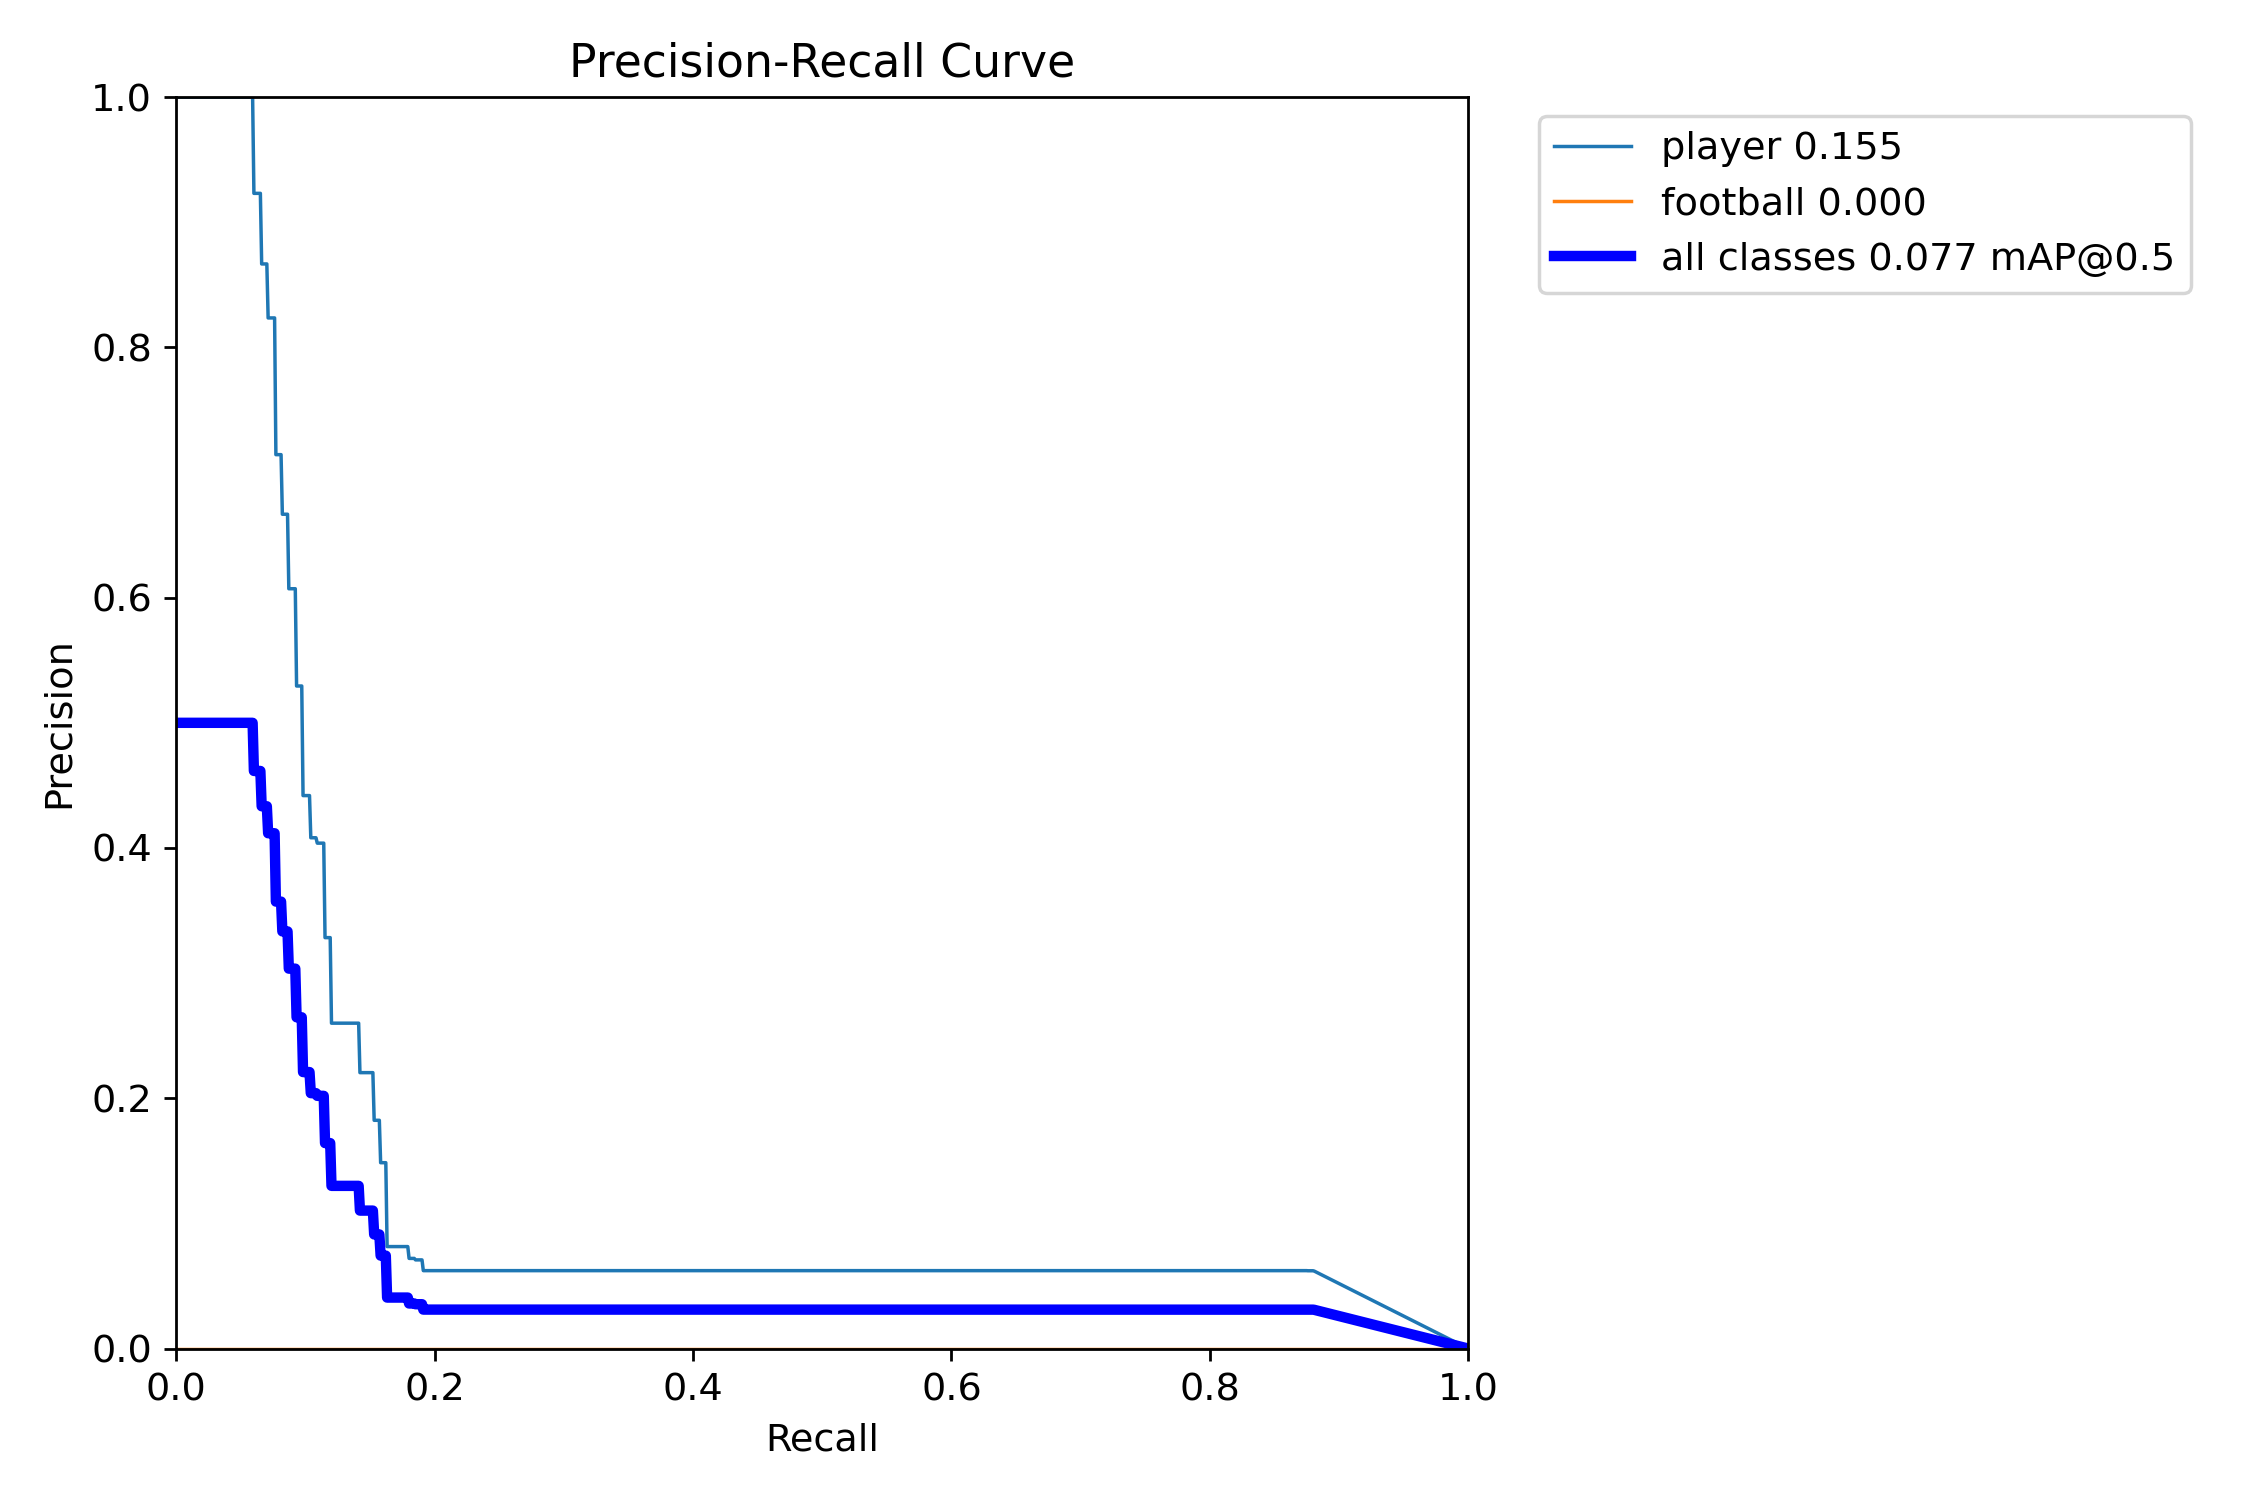 Precision-Recall Curve
1.0
0.8
0.6
0.4
0.2
0.0
Precision
0.0 0.2 0.4 0.6 0.8 1.0
Recall
player 0.155
football 0.000
all classes 0.077 mAP@0.5